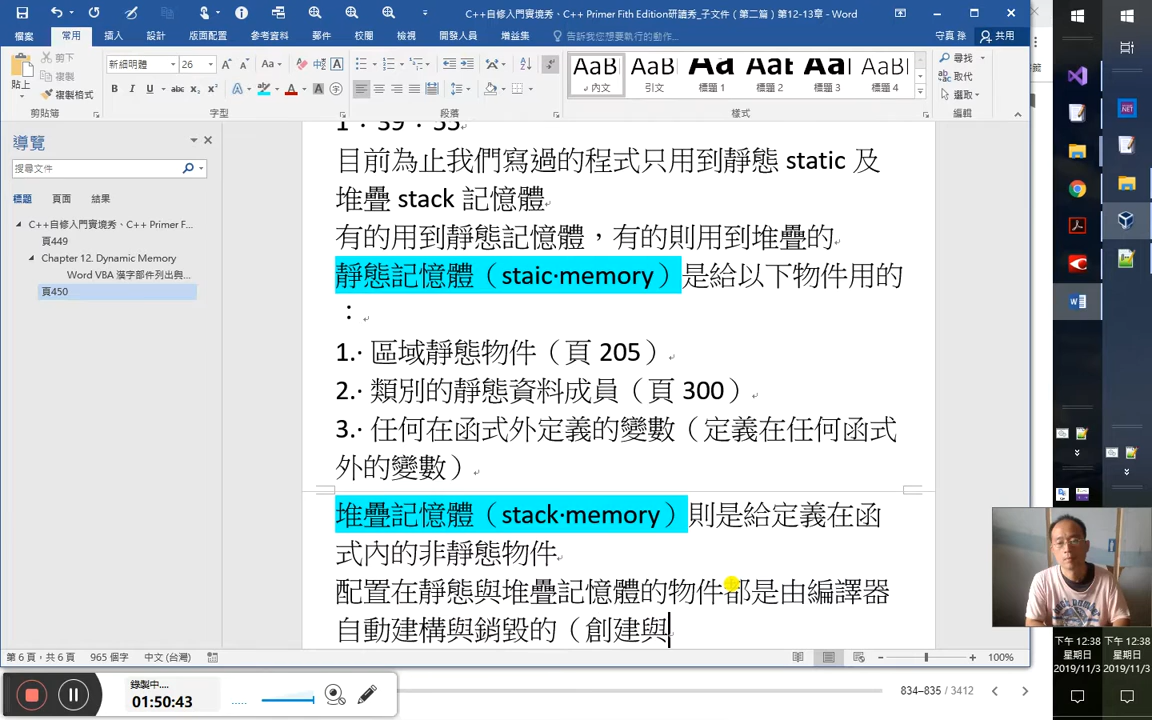 C++自修入門實境秀、C++ Primer Fith Edition研讀秀_子文件（第二篇）第12-13章 - Word
檔案 常用 插入 設計 版面配置 參考資料 郵件 校閱 檢視 開發人員 增益集 告訴我您想要執行的動作... 守真 孫 共用
貼上 剪下 複製 複製格式
新細明體 26
AaB AaB Aa AaE AaI AaB
內文 引文 標題 1 標題 2 標題 3 標題 4
尋找 取代 選取
剪貼簿 字型 段落 樣式 編輯
導覽
搜尋文件
標題 頁面 結果
C++自修入門實境秀、C++ Primer F...
頁449
Chapter 12. Dynamic Memory
Word VBA 漢字部件列出與...
頁450
1：39：35
目前為止我們寫過的程式只用到靜態 static 及
堆疊 stack 記憶體
有的用到靜態記憶體，有的則用到堆疊的
靜態記憶體（staic·memory）是給以下物件用的
：
1.· 區域靜態物件（頁 205）
2.· 類別的靜態資料成員（頁 300）
3.· 任何在函式外定義的變數（定義在任何函式
外的變數）
堆疊記憶體（stack·memory）則是給定義在函
式內的非靜態物件
配置在靜態與堆疊記憶體的物件都是由編譯器
自動建構與銷毀的（創建與
第 6 頁，共 6 頁 965 個字 中文 (台灣) 100%
錄製中....
01:50:43
834–835 / 3412
下午 12:38
星期日
2019/11/3
下午 12:38
星期日
2019/11/3